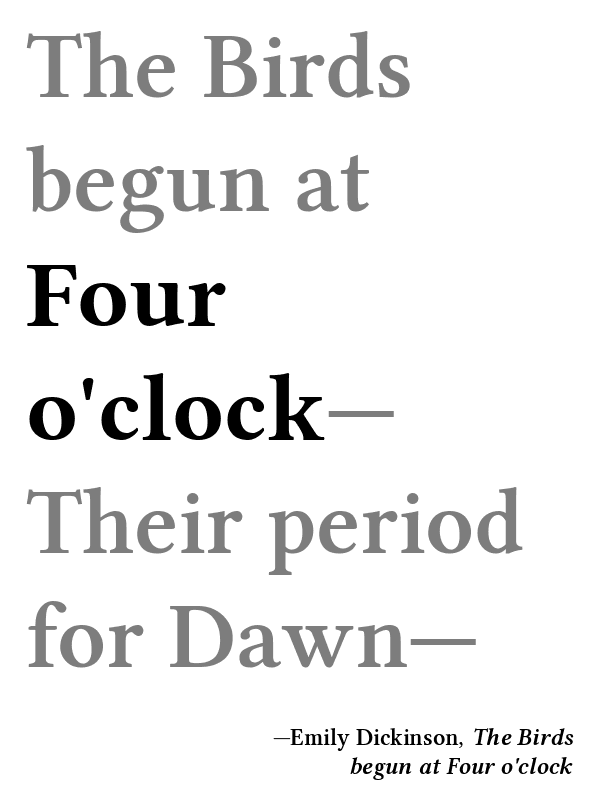 The Birds
begun at
Four
o'clock—
Their period
for Dawn—
—Emily Dickinson, The Birds
begun at Four o'clock